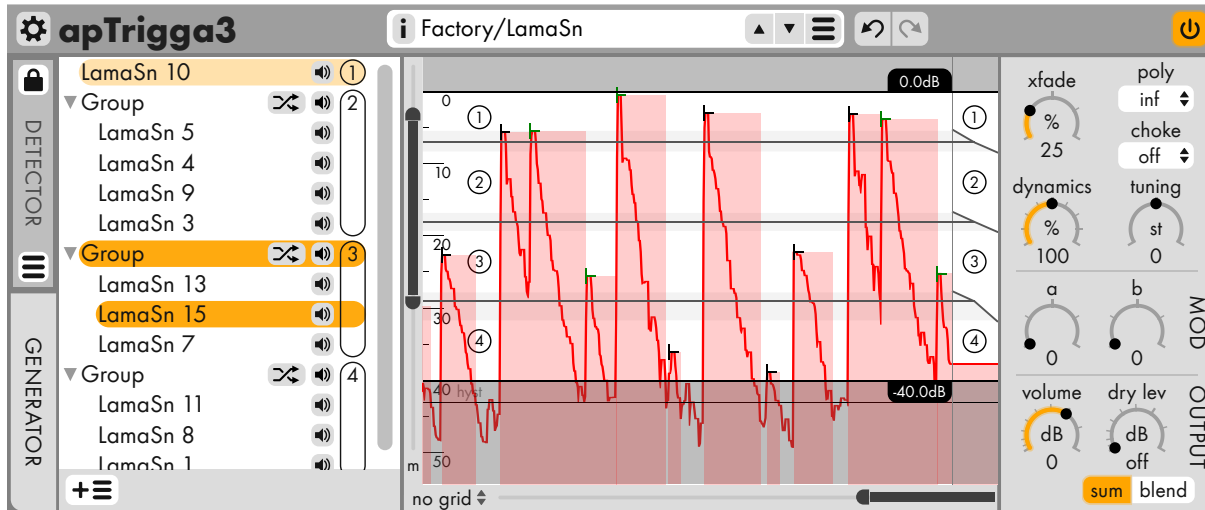 apTrigga3
i Factory/LamaSn
DETECTOR
GENERATOR
LamaSn 10 1
Group 2
LamaSn 5
LamaSn 4
LamaSn 9
LamaSn 3
Group 3
LamaSn 13
LamaSn 15
LamaSn 7
Group 4
LamaSn 11
LamaSn 8
LamaSn 1
0.0dB
0
10
20
30
40
50
m
hyst
1
2
3
4
1
2
3
4
-40.0dB
no grid
xfade
%
25
poly
inf
choke
off
dynamics
%
100
tuning
st
0
a
0
b
0
MOD
volume
dB
0
dry lev
dB
off
OUTPUT
sum blend